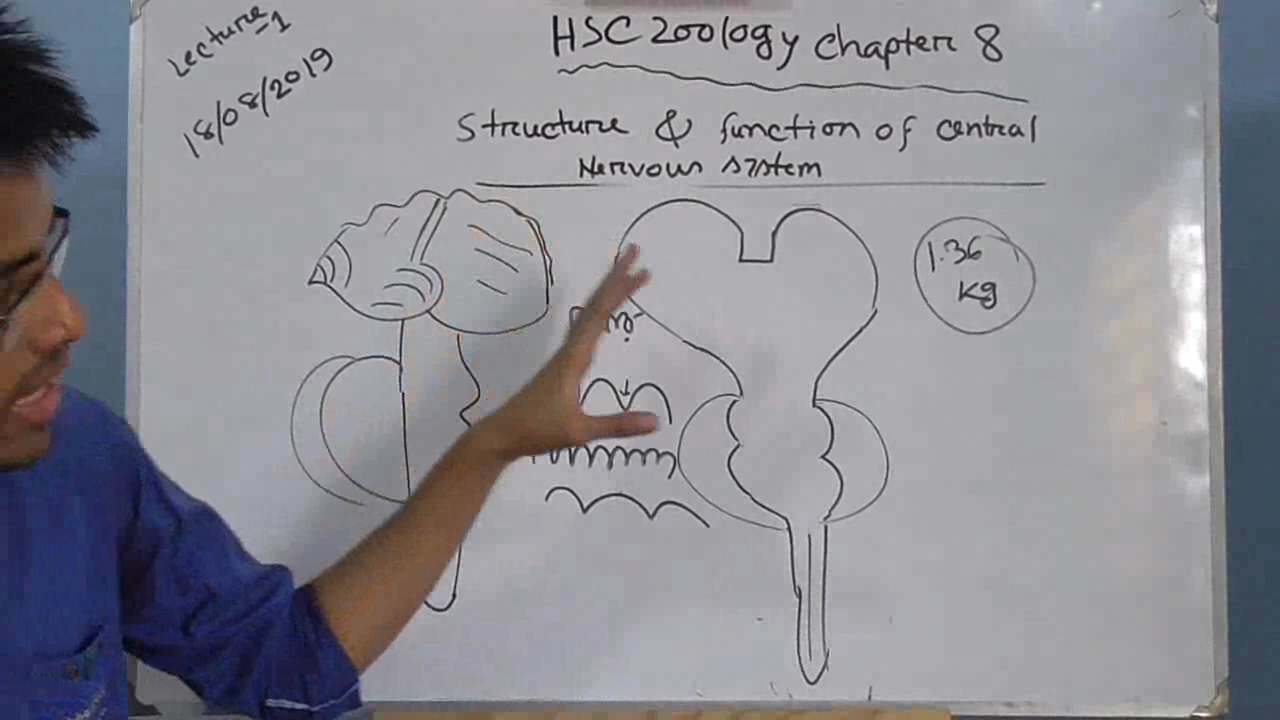 Lecture-1
18/08/2019
HSC Zoology chapter 8
Structure & function of central
Nervous system
1.36
Kg